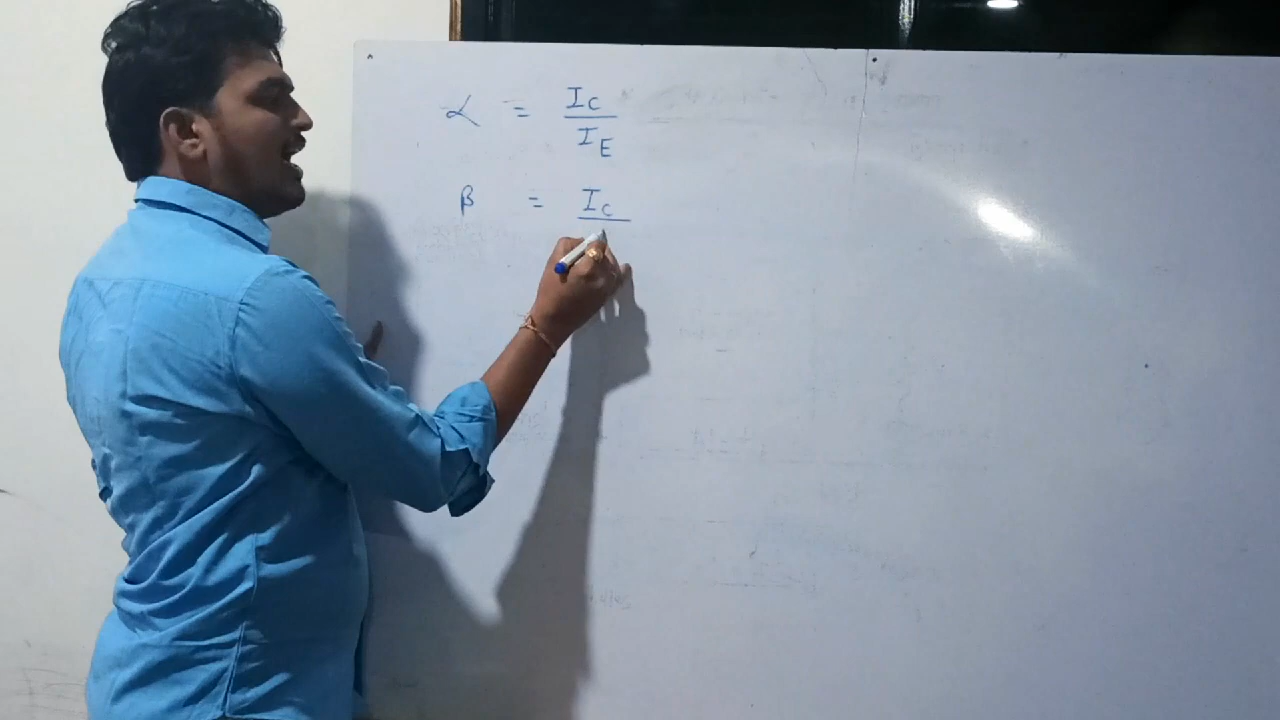 α = I_C / I_E
β = I_C /